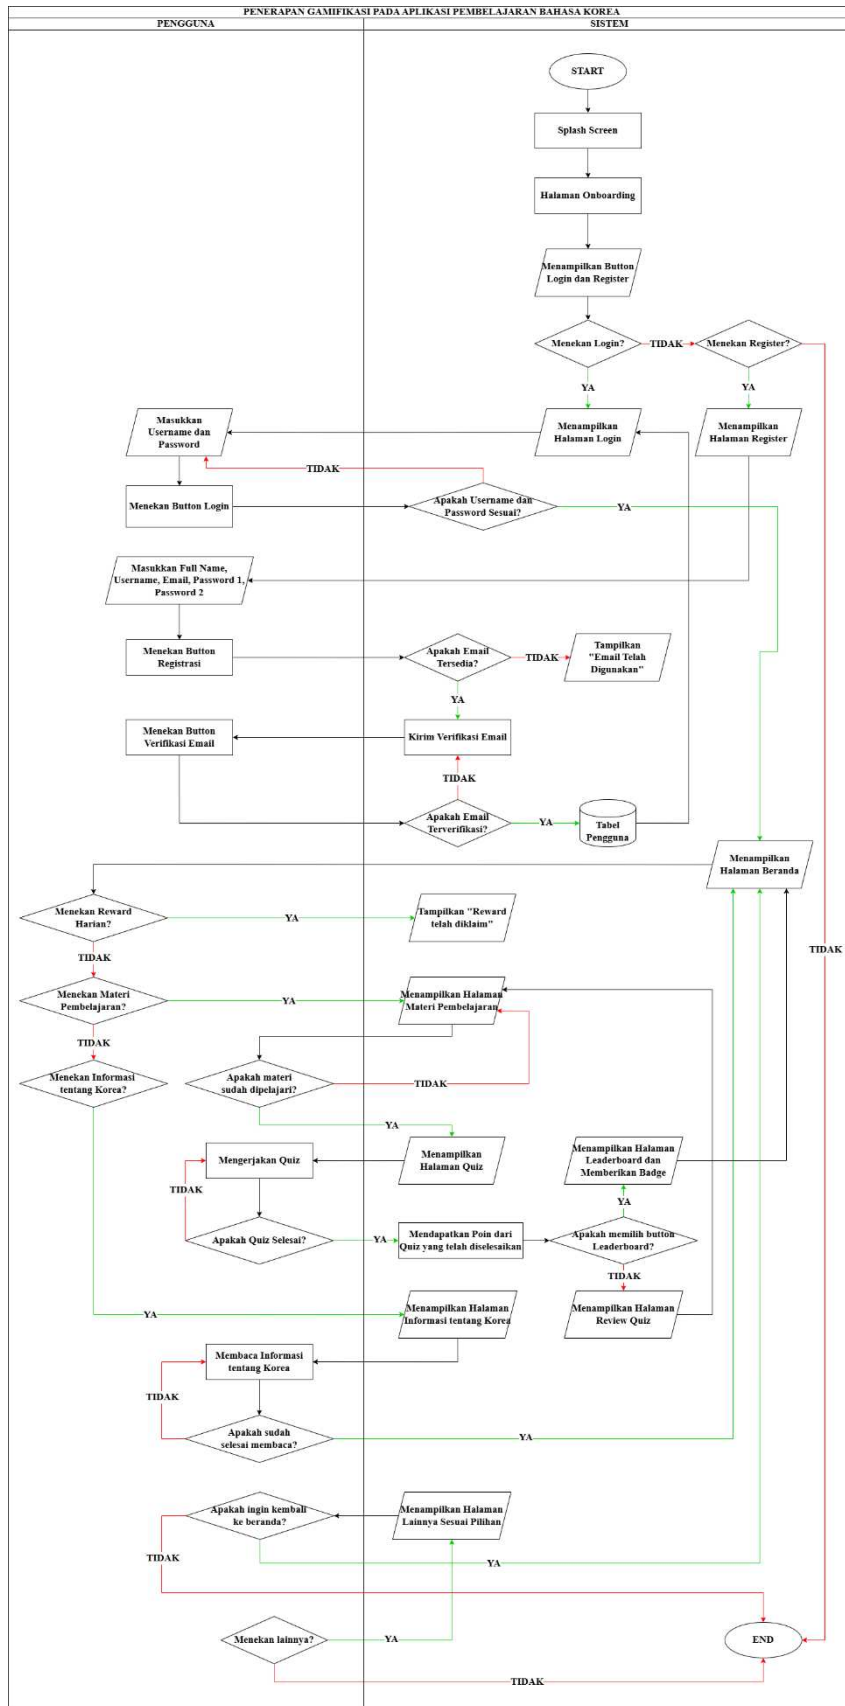 PENERAPAN GAMIFIKASI PADA APLIKASI PEMBELAJARAN BAHASA KOREA
PENGGUNA
SISTEM
START
Splash Screen
Halaman Onboarding
Menampilkan Button
Login dan Register
Menekan Login?
TIDAK
Menekan Register?
YA
YA
Masukkan
Username dan
Password
Menampilkan
Halaman Login
Menampilkan
Halaman Register
TIDAK
Menekan Button Login
Apakah Username dan
Password Sesuai?
YA
Masukkan Full Name,
Username, Email, Password 1,
Password 2
Menekan Button
Registrasi
Apakah Email
Tersedia?
TIDAK
Tampilkan
"Email Telah
Digunakan"
YA
Menekan Button
Verifikasi Email
Kirim Verifikasi Email
TIDAK
Apakah Email
Terverifikasi?
YA
Tabel
Pengguna
Menampilkan
Halaman Beranda
Menekan Reward
Harian?
YA
Tampilkan "Reward
telah diklaim"
TIDAK
TIDAK
Menekan Materi
Pembelajaran?
YA
Menampilkan Halaman
Materi Pembelajaran
TIDAK
Menekan Informasi
tentang Korea?
Apakah materi
sudah dipelajari?
TIDAK
YA
Mengerjakan Quiz
Menampilkan
Halaman Quiz
Menampilkan Halaman
Leaderboard dan
Memberikan Badge
TIDAK
YA
Apakah Quiz Selesai?
YA
Mendapatkan Poin dari
Quiz yang telah diselesaikan
Apakah memilih button
Leaderboard?
TIDAK
YA
Menampilkan Halaman
Informasi tentang Korea
Menampilkan Halaman
Review Quiz
Membaca Informasi
tentang Korea
TIDAK
Apakah sudah
selesai membaca?
YA
Apakah ingin kembali
ke beranda?
Menampilkan Halaman
Lainnya Sesuai Pilihan
TIDAK
YA
Menekan lainnya?
YA
END
TIDAK